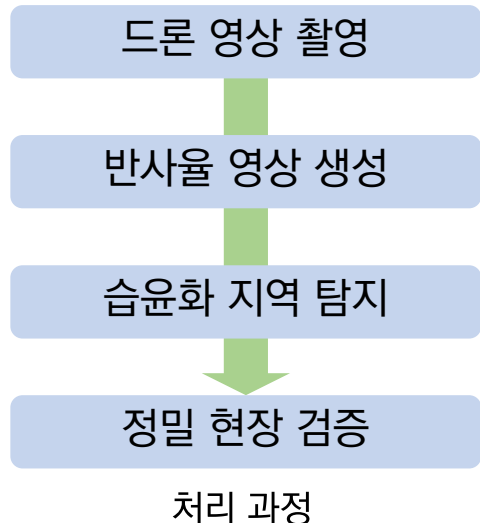 드론 영상 촬영
반사율 영상 생성
습윤화 지역 탐지
정밀 현장 검증
처리 과정